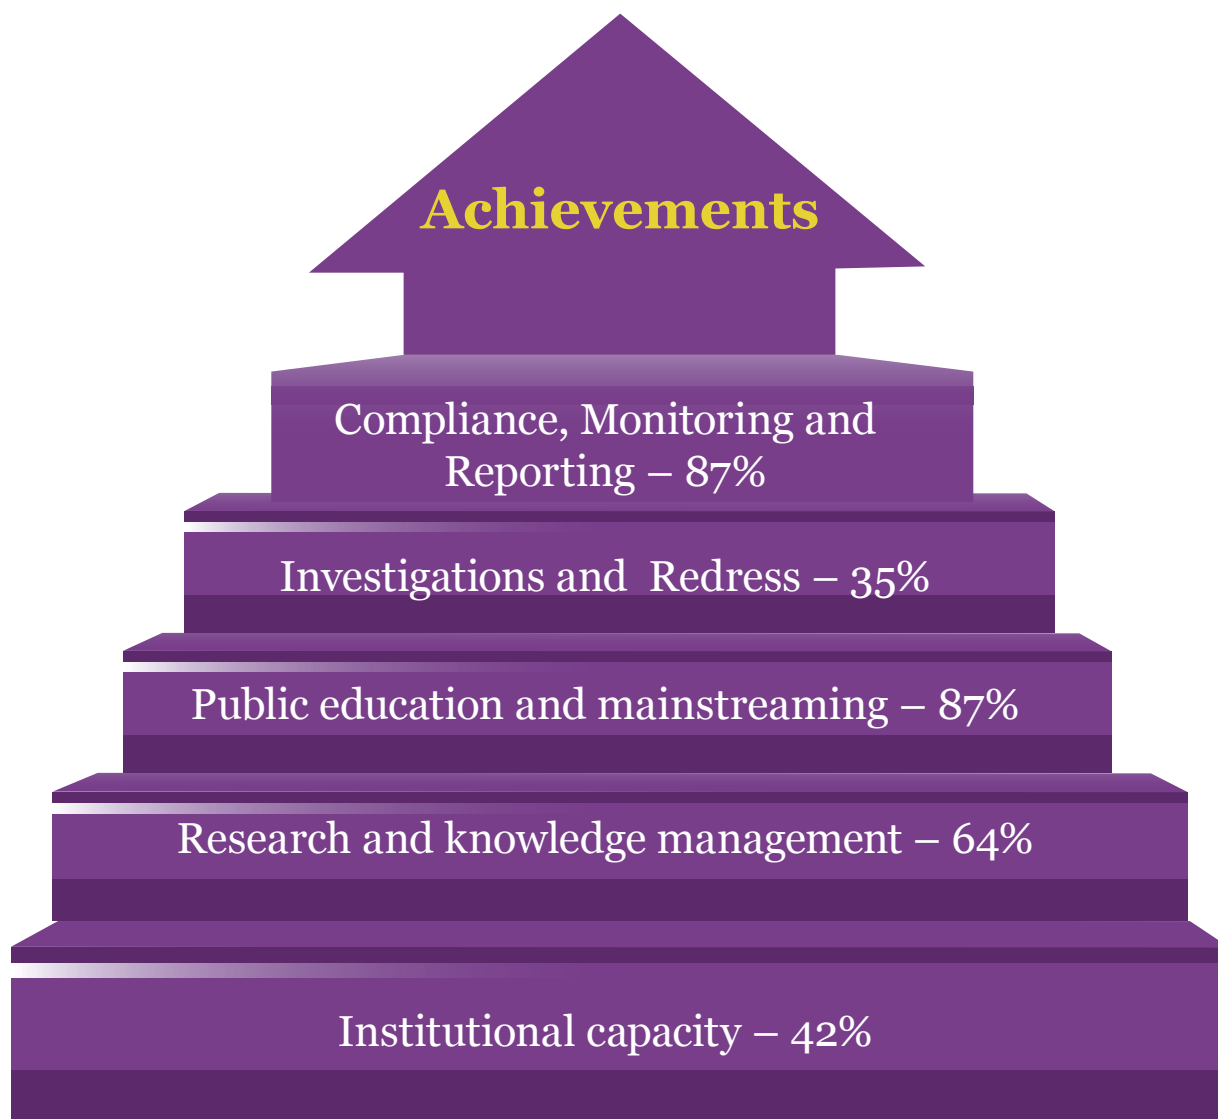 Achievements
Compliance, Monitoring and
Reporting – 87%
Investigations and  Redress – 35%
Public education and mainstreaming – 87%
Research and knowledge management – 64%
Institutional capacity – 42%